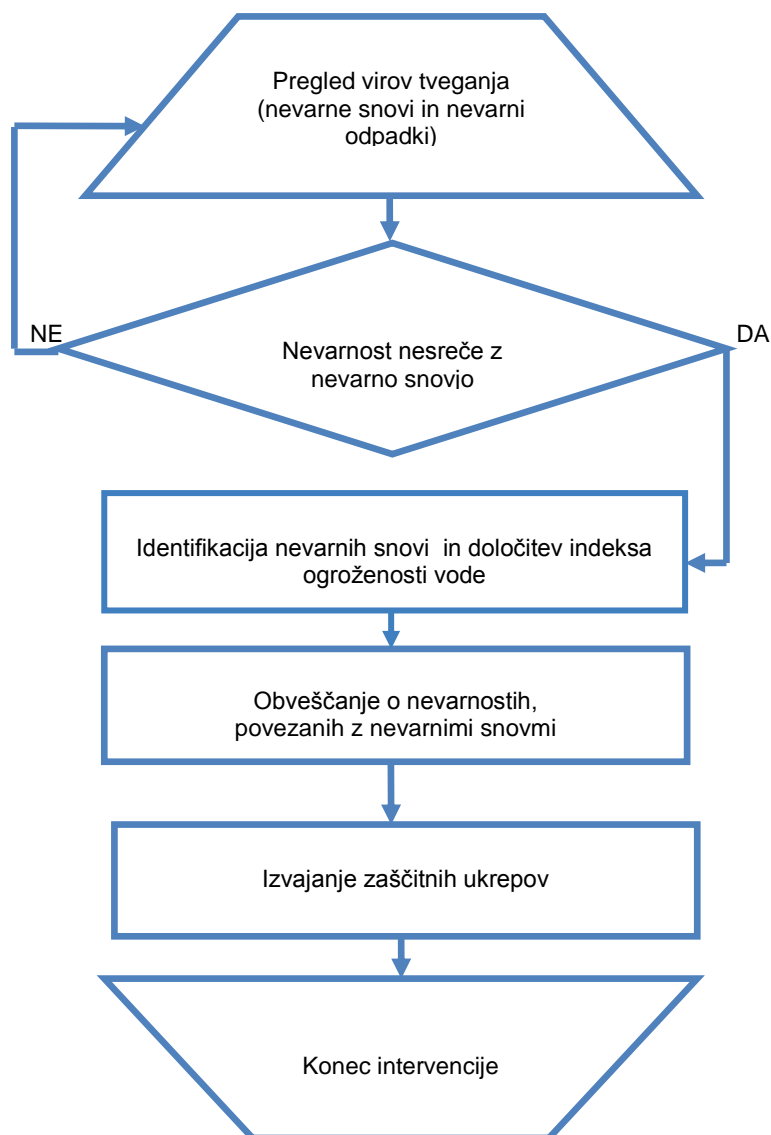 Pregled virov tveganja
(nevarne snovi in nevarni
odpadki)
NE
DA
Nevarnost nesreče z
nevarno snovjo
Identifikacija nevarnih snovi  in določitev indeksa
ogroženosti vode
Obveščanje o nevarnostih,
povezanih z nevarnimi snovmi
Izvajanje zaščitnih ukrepov
Konec intervencije